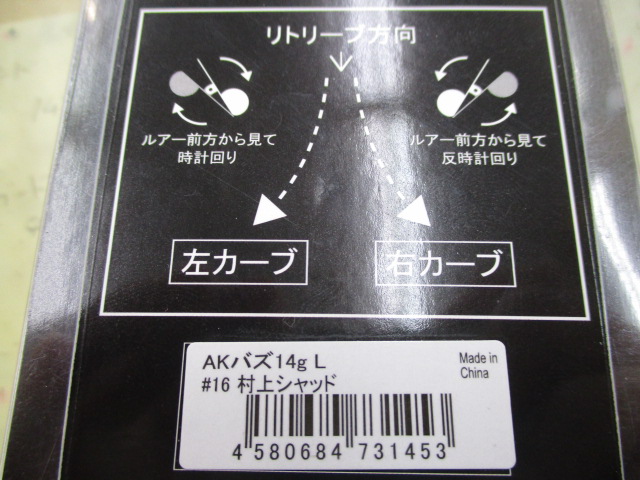 リトリーブ方向
ルアー前方から見て
時計回り
ルアー前方から見て
反時計回り
左カーブ
右カーブ
AKバズ14g L
#16 村上シャッド
Made in
China
4 580684 731453